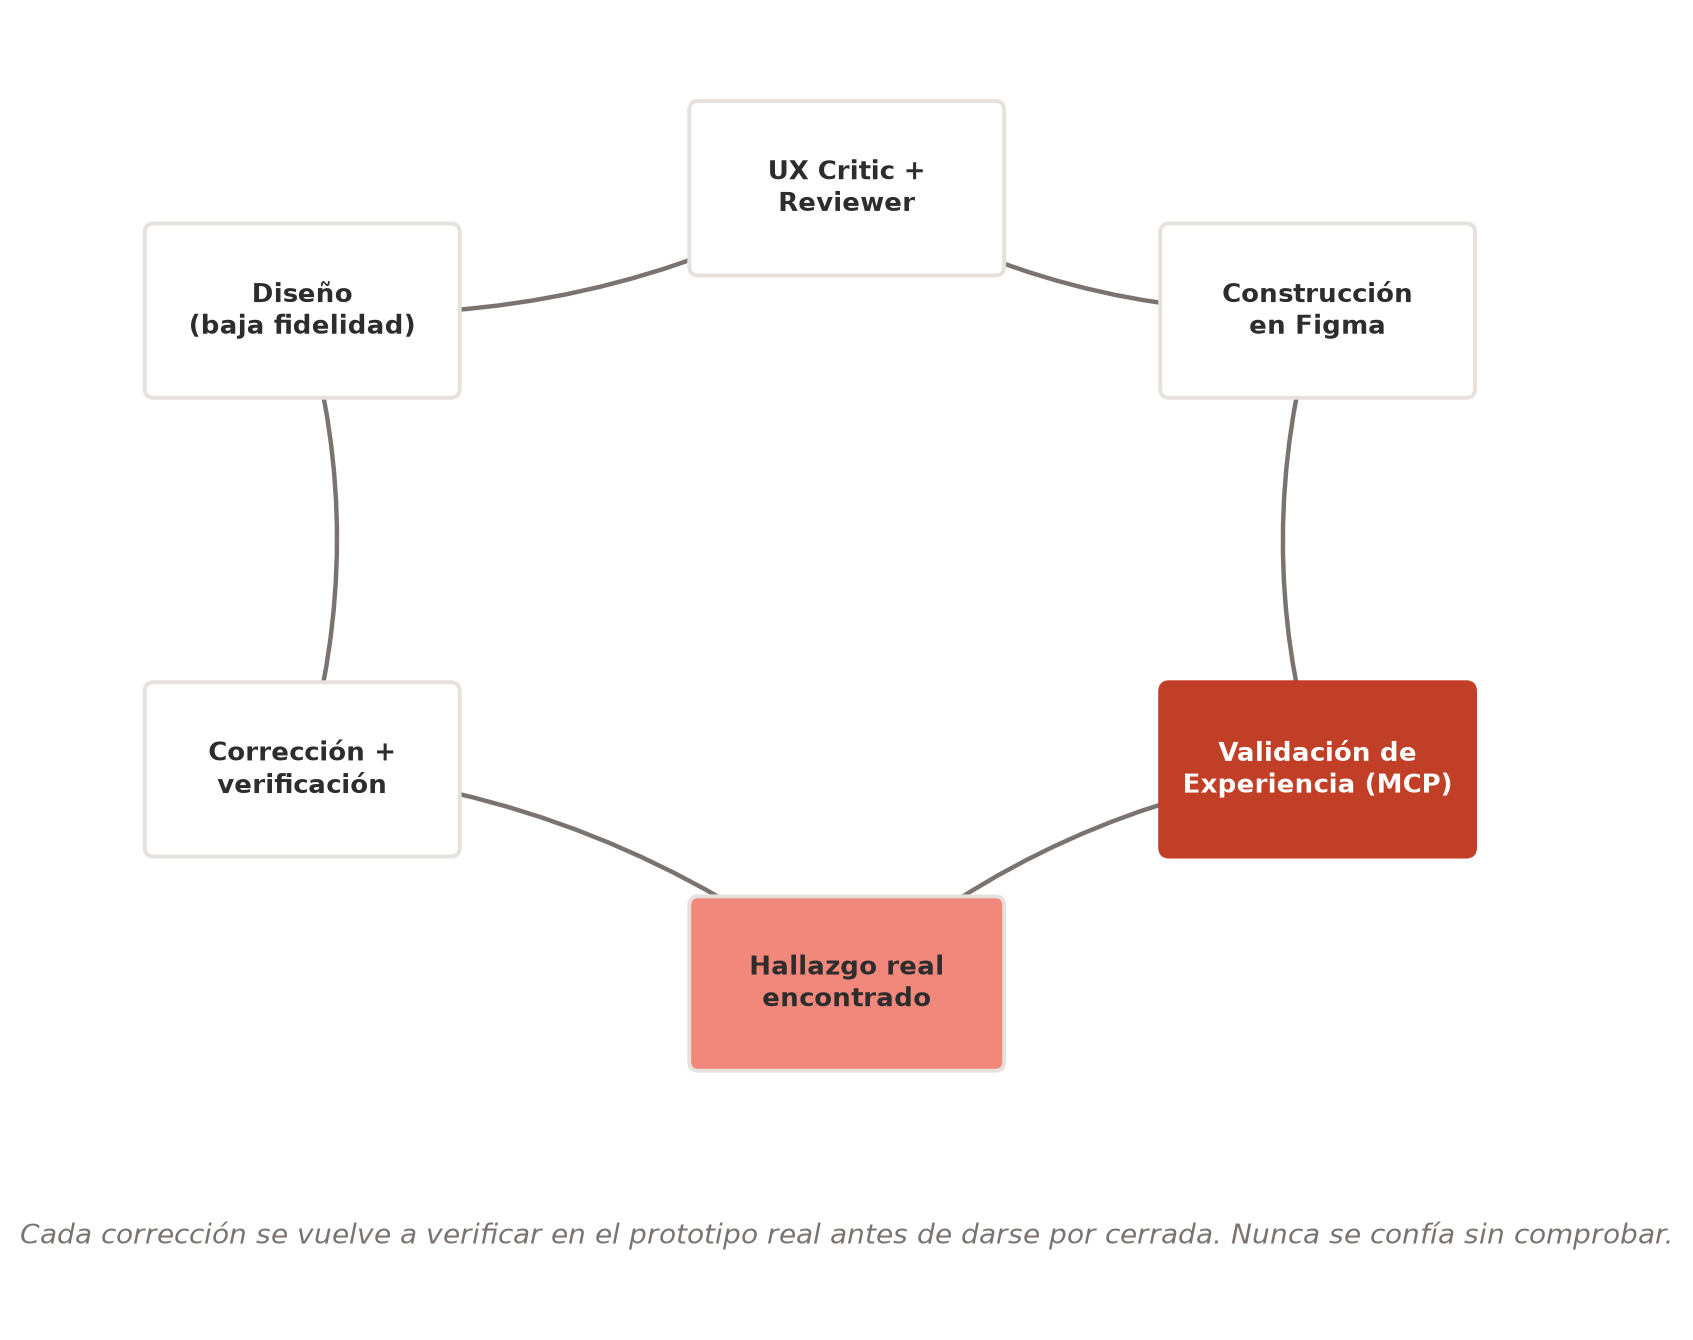 UX Critic +
Reviewer
Diseño
(baja fidelidad)
Construcción
en Figma
Corrección +
verificación
Validación de
Experiencia (MCP)
Hallazgo real
encontrado
Cada corrección se vuelve a verificar en el prototipo real antes de darse por cerrada. Nunca se confía sin comprobar.